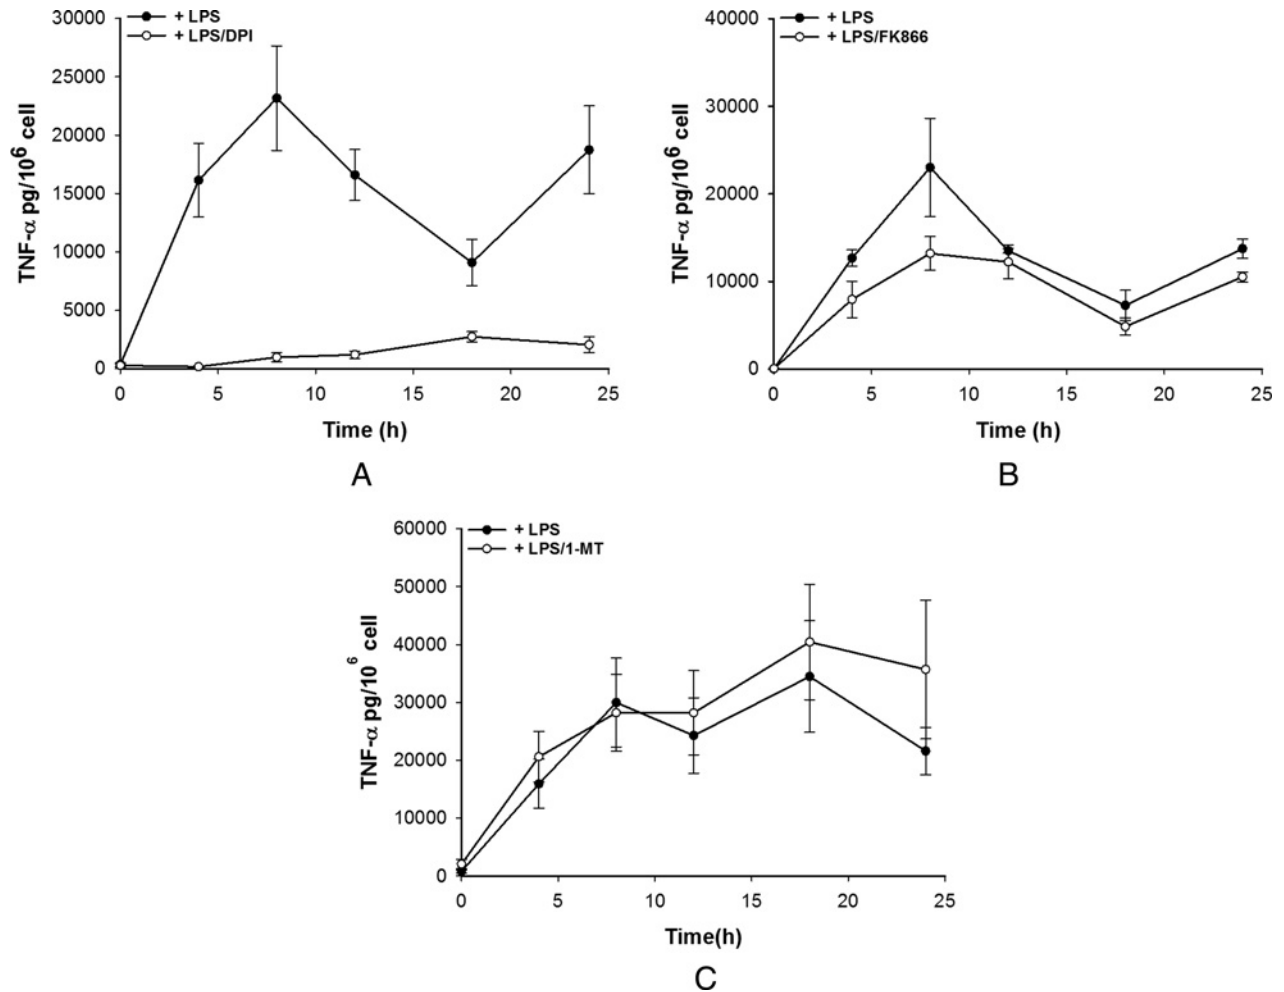 + LPS
+ LPS/DPI
30000
25000
20000
15000
10000
5000
0
TNF-α pg/10⁶ cell
0 5 10 15 20 25
Time (h)
A
+ LPS
+ LPS/FK866
40000
30000
20000
10000
0
TNF-α pg/10⁶ cell
0 5 10 15 20 25
Time (h)
B
+ LPS
+ LPS/1-MT
60000
50000
40000
30000
20000
10000
0
TNF-α pg/10⁶ cell
0 5 10 15 20 25
Time(h)
C